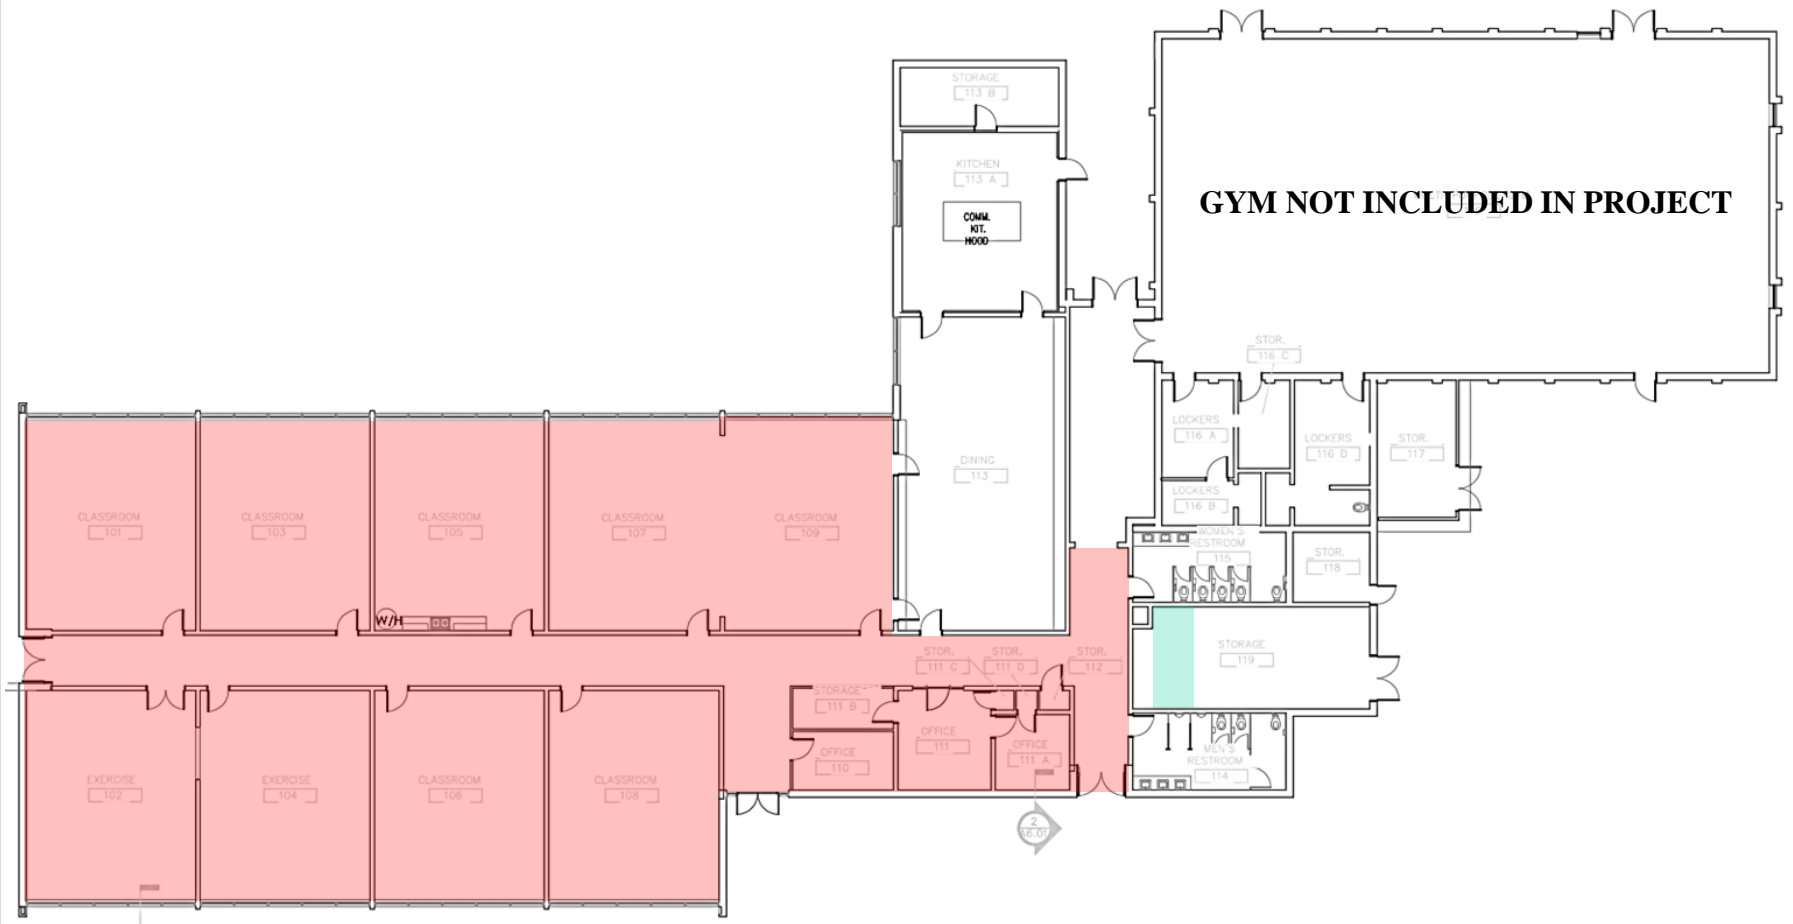 STORAGE
113 B
KITCHEN
113 A
COMM.
KIT.
HOOD
GYM NOT INCLUDED IN PROJECT
STOR.
116 C
LOCKERS
116 A
LOCKERS
116 D
STOR.
117
DINING
113
LOCKERS
116 B
CLASSROOM
101
CLASSROOM
103
CLASSROOM
105
CLASSROOM
107
CLASSROOM
109
WOMEN'S
RESTROOM
115
STOR.
118
W/H
STOR.
111 C
STOR.
111 D
STOR.
112
STORAGE
119
STORAGE
111 B
OFFICE
111
OFFICE
111 A
OFFICE
110
MEN'S
RESTROOM
114
EXERCISE
102
EXERCISE
104
CLASSROOM
106
CLASSROOM
108
2
A6.01